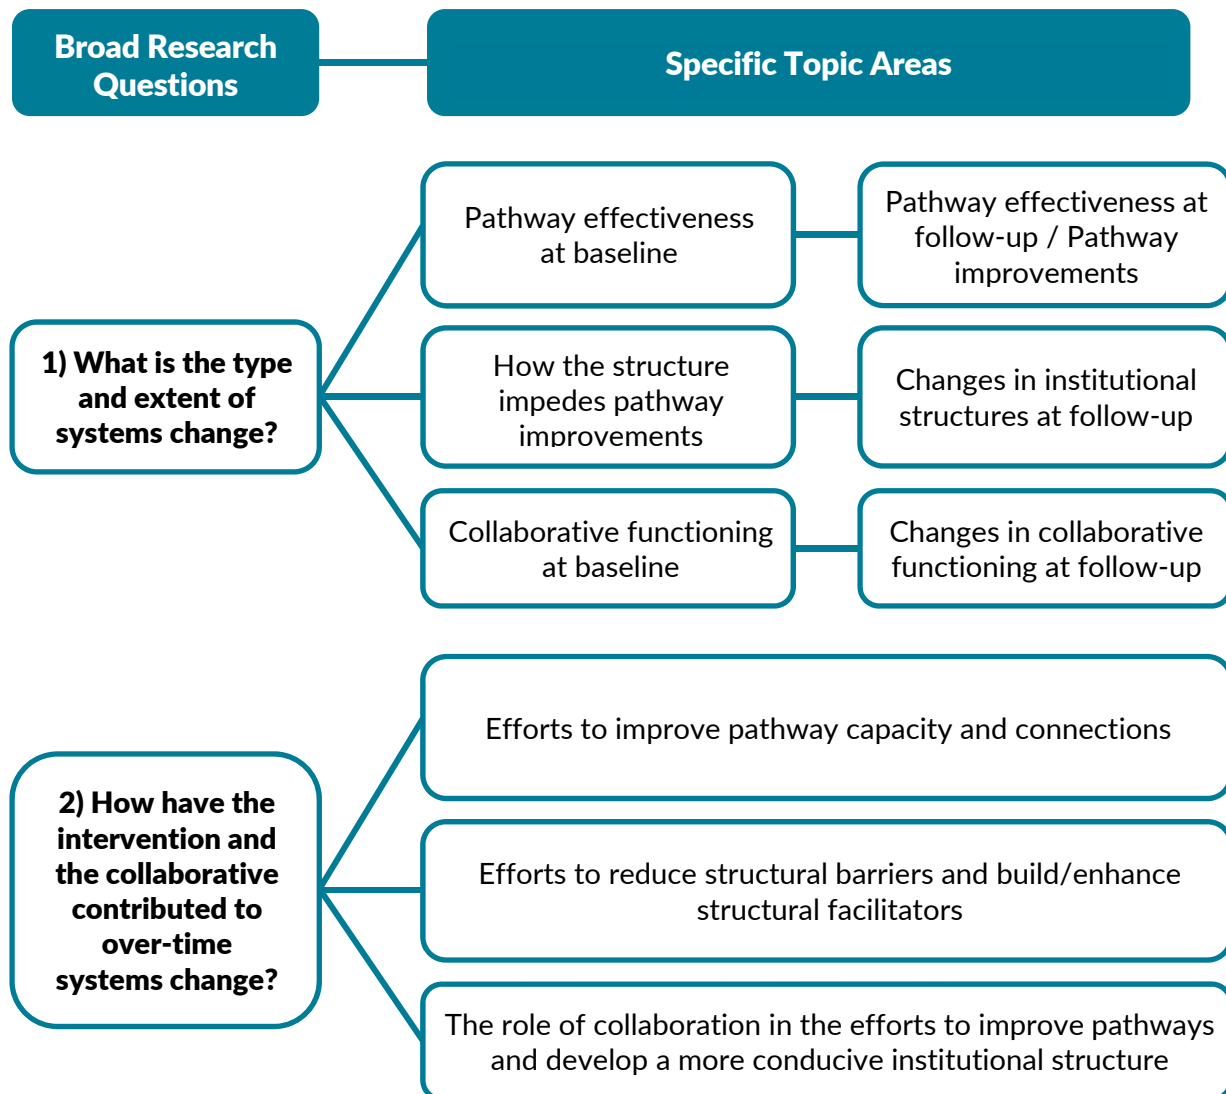 Broad Research
Questions
Specific Topic Areas
1) What is the type
and extent of
systems change?
Pathway effectiveness
at baseline
Pathway effectiveness at
follow-up / Pathway
improvements
How the structure
impedes pathway
improvements
Changes in institutional
structures at follow-up
Collaborative functioning
at baseline
Changes in collaborative
functioning at follow-up
2) How have the
intervention and
the collaborative
contributed to
over-time
systems change?
Efforts to improve pathway capacity and connections
Efforts to reduce structural barriers and build/enhance
structural facilitators
The role of collaboration in the efforts to improve pathways
and develop a more conducive institutional structure